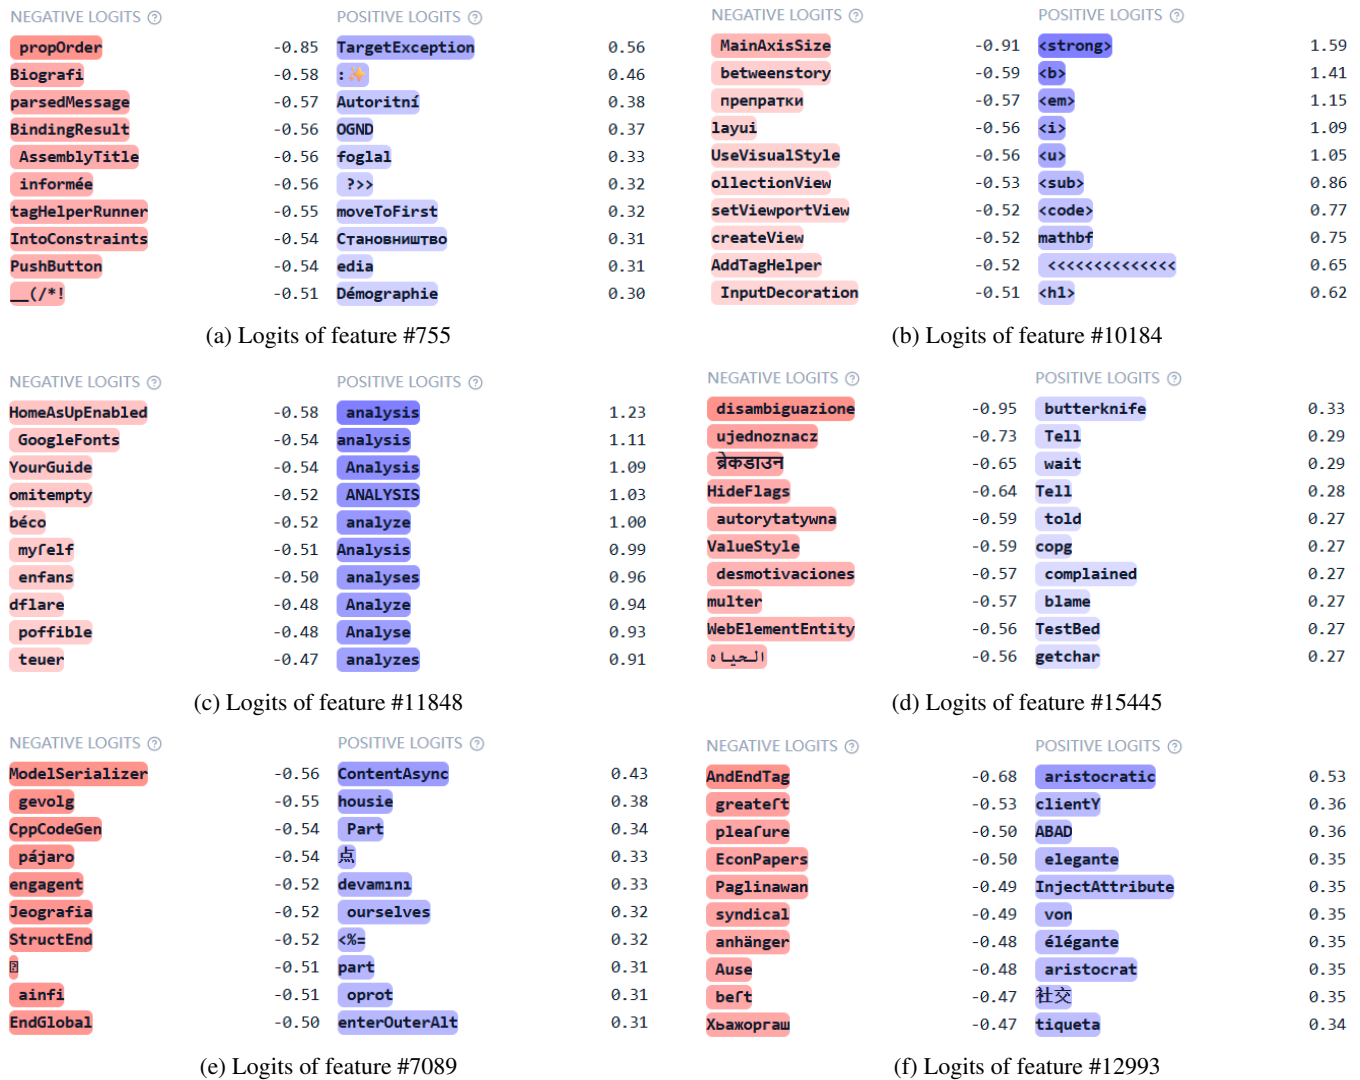 NEGATIVE LOGITS ? POSITIVE LOGITS ?
propOrder -0.85 TargetException 0.56
Biografi -0.58 :✨ 0.46
parsedMessage -0.57 Autoritní 0.38
BindingResult -0.56 OGND 0.37
AssemblyTitle -0.56 foglal 0.33
informée -0.56 ?>> 0.32
tagHelperRunner -0.55 moveToFirst 0.32
IntoConstraints -0.54 Становништво 0.31
PushButton -0.54 edia 0.31
__(/*! -0.51 Démographie 0.30
(a) Logits of feature #755
NEGATIVE LOGITS ? POSITIVE LOGITS ?
MainAxisSize -0.91 <strong> 1.59
betweenstory -0.59 <b> 1.41
препратки -0.57 <em> 1.15
layui -0.56 <i> 1.09
UseVisualStyle -0.56 <u> 1.05
ollectionView -0.53 <sub> 0.86
setViewportView -0.52 <code> 0.77
createView -0.52 mathbf 0.75
AddTagHelper -0.52 <<<<<<<<<<<<<< 0.65
InputDecoration -0.51 <h1> 0.62
(b) Logits of feature #10184
NEGATIVE LOGITS ? POSITIVE LOGITS ?
HomeAsUpEnabled -0.58 analysis 1.23
GoogleFonts -0.54 analysis 1.11
YourGuide -0.54 Analysis 1.09
omitempty -0.52 ANALYSIS 1.03
béco -0.52 analyze 1.00
myſelf -0.51 Analysis 0.99
enfans -0.50 analyses 0.96
dflare -0.48 Analyze 0.94
poffible -0.48 Analyse 0.93
teuer -0.47 analyzes 0.91
(c) Logits of feature #11848
NEGATIVE LOGITS ? POSITIVE LOGITS ?
disambiguazione -0.95 butterknife 0.33
ujednoznacz -0.73 Tell 0.29
ब्रेकडाउन -0.65 wait 0.29
HideFlags -0.64 Tell 0.28
autorytatywna -0.59 told 0.27
ValueStyle -0.59 copg 0.27
desmotivaciones -0.57 complained 0.27
multer -0.57 blame 0.27
WebElementEntity -0.56 TestBed 0.27
الحياه -0.56 getchar 0.27
(d) Logits of feature #15445
NEGATIVE LOGITS ? POSITIVE LOGITS ?
ModelSerializer -0.56 ContentAsync 0.43
gevolg -0.55 housie 0.38
CppCodeGen -0.54 Part 0.34
pájaro -0.54 点 0.33
engagent -0.52 devamını 0.33
Jeografia -0.52 ourselves 0.32
StructEnd -0.52 <%= 0.32
-0.51 part 0.31
ainfi -0.51 oprot 0.31
EndGlobal -0.50 enterOuterAlt 0.31
(e) Logits of feature #7089
NEGATIVE LOGITS ? POSITIVE LOGITS ?
AndEndTag -0.68 aristocratic 0.53
greateſt -0.53 clientY 0.36
pleaſure -0.50 ABAD 0.36
EconPapers -0.50 elegante 0.35
Paglinawan -0.49 InjectAttribute 0.35
syndical -0.49 von 0.35
anhänger -0.48 élégante 0.35
Ause -0.48 aristocrat 0.35
beſt -0.47 社交 0.35
Хьажоргаш -0.47 tiqueta 0.34
(f) Logits of feature #12993